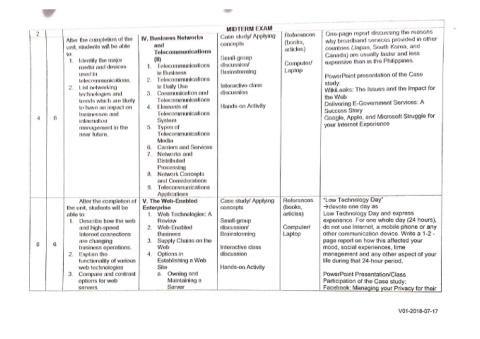 MIDTERM EXAM
2
4
6
After the completion of the
unit, students will be able
to:
1. Identify the major
media and devices
used in
telecommunications.
2. List networking
technologies and
trends which are likely
to have an impact on
businesses and
information
management in the
near future.
IV. Business Networks
and
Telecommunications
(II)
1. Telecommunications
in Business
2. Telecommunications
in Daily Use
3. Communication and
Telecommunications
4. Elements of
Telecommunications
System
5. Types of
Telecommunications
Media
6. Carriers and Services
7. Networks and
Distributed
Processing
8. Network Concepts
and Considerations
9. Telecommunications
Applications
Case study/ Applying
concepts
Small group
discussion/
Brainstorming
Interactive class
discussion
Hands-on Activity
References
(books,
articles)
Computer/
Laptop
One-page report discussing the reasons
why broadband services provided in other
countries (Japan, South Korea, and
Canada) are usually faster and less
expensive than in the Philippines.
PowerPoint presentation of the Case
study:
WikiLeaks: The Issues and the Impact for
the Web
Delivering E-Government Services: A
Success Story
Google, Apple, and Microsoft Struggle for
your Internet Experience
6
6
After the completion of
the unit, students will be
able to:
1. Describe how the web
and high-speed
Internet connections
are changing
business operations.
2. Explain the
functionality of various
web technologies
3. Compare and contrast
options for web
servers
V. The Web-Enabled
Enterprise
1. Web Technologies: A
Review
2. Web-Enabled
Business
3. Supply Chains on the
Web
4. Options in
Establishing a Web
Site
a. Owning and
Maintaining a
Server
Case study/ Applying
concepts
Small-group
discussion/
Brainstorming
Interactive class
discussion
Hands-on Activity
References
(books,
articles)
Computer/
Laptop
"Low Technology Day"
devote one day as
Low Technology Day and express
experience. For one whole day (24 hours),
do not use Internet, a mobile phone or any
other communication device. Write a 1-2 -
page report on how this affected your
mood, social experiences, time
management and any other aspect of your
life during that 24-hour period.
PowerPoint Presentation/Class
Participation of the Case study:
Facebook: Managing your Privacy for their
V01-2018-07-17